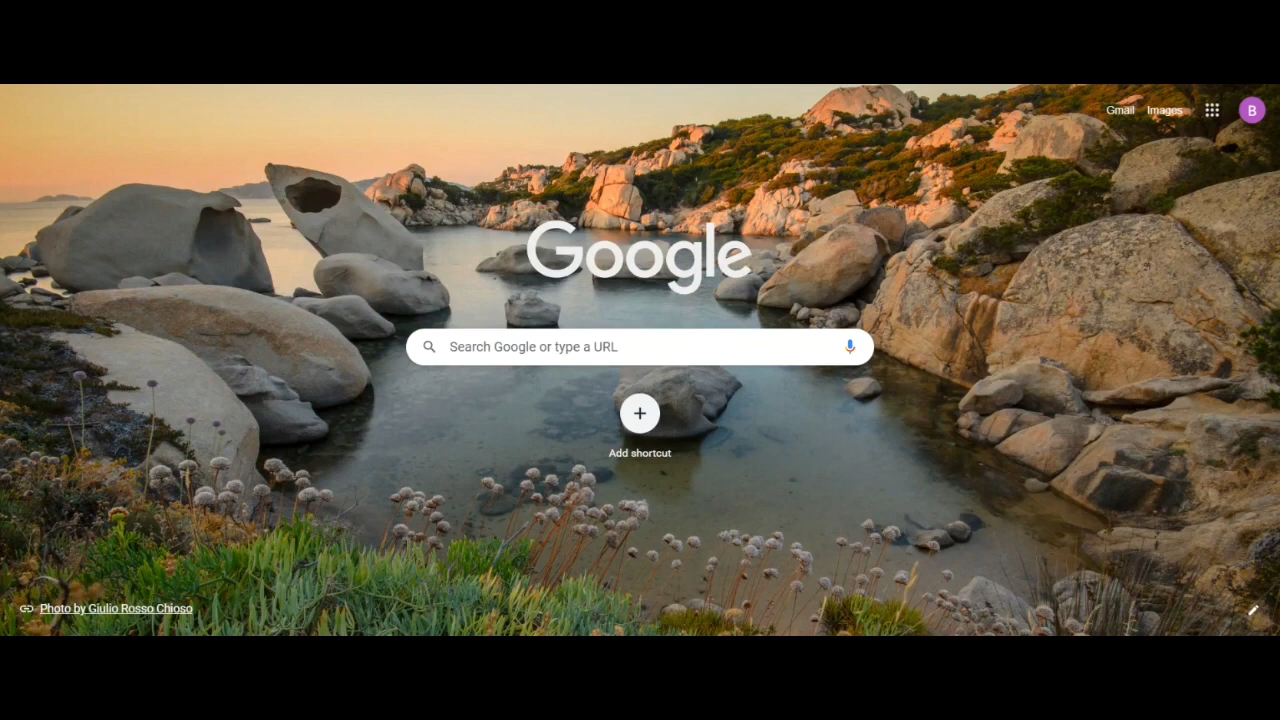 Gmail Images B
Google
Search Google or type a URL
Add shortcut
Photo by Giulio Rosso Chioso